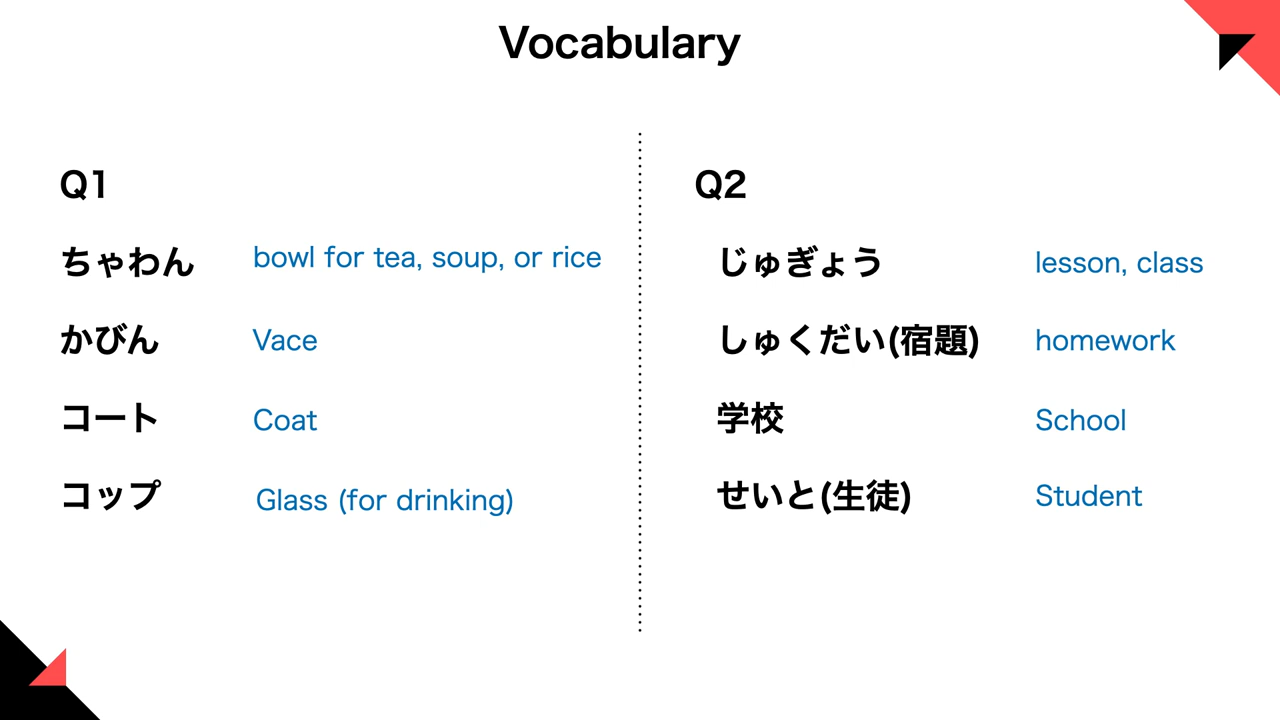 Vocabulary
Q1
ちゃわん bowl for tea, soup, or rice
かびん Vace
コート Coat
コップ Glass (for drinking)
Q2
じゅぎょう lesson, class
しゅくだい(宿題) homework
学校 School
せいと(生徒) Student